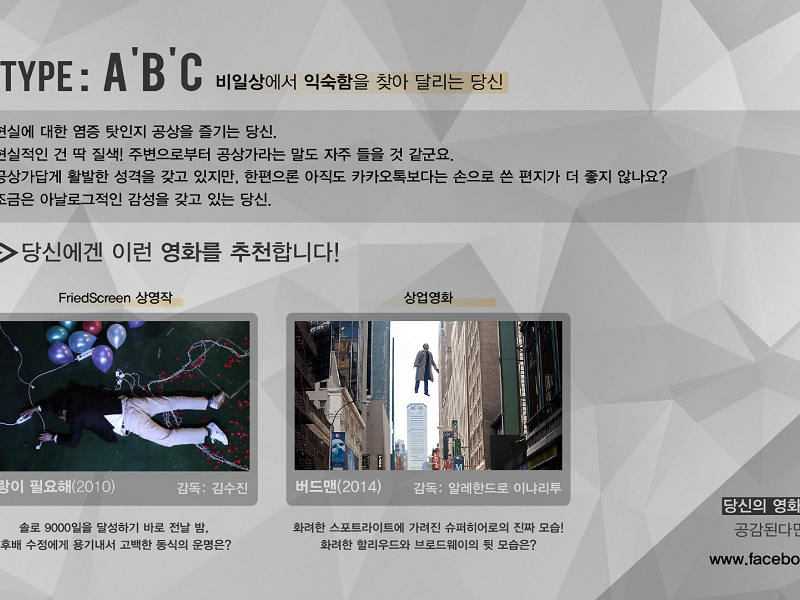 TYPE : A'B'C 비일상에서 익숙함을 찾아 달리는 당신
현실에 대한 염증 탓인지 공상을 즐기는 당신.
현실적인 건 딱 질색! 주변으로부터 공상가라는 말도 자주 들을 것 같군요.
공상가답게 활발한 성격을 갖고 있지만, 한편으론 아직도 카카오톡보다는 손으로 쓴 편지가 더 좋지 않나요?
조금은 아날로그적인 감성을 갖고 있는 당신.
당신에겐 이런 영화를 추천합니다!
FriedScreen 상영작
상업영화
랑이 필요해(2010) 감독: 김수진
버드맨(2014) 감독: 알레한드로 이냐리투
솔로 9000일을 달성하기 바로 전날 밤,
후배 수정에게 용기내서 고백한 동식의 운명은?
화려한 스포트라이트에 가려진 슈퍼히어로의 진짜 모습!
화려한 할리우드와 브로드웨이의 뒷 모습은?
당신의 영화
공감된다면
www.facebo